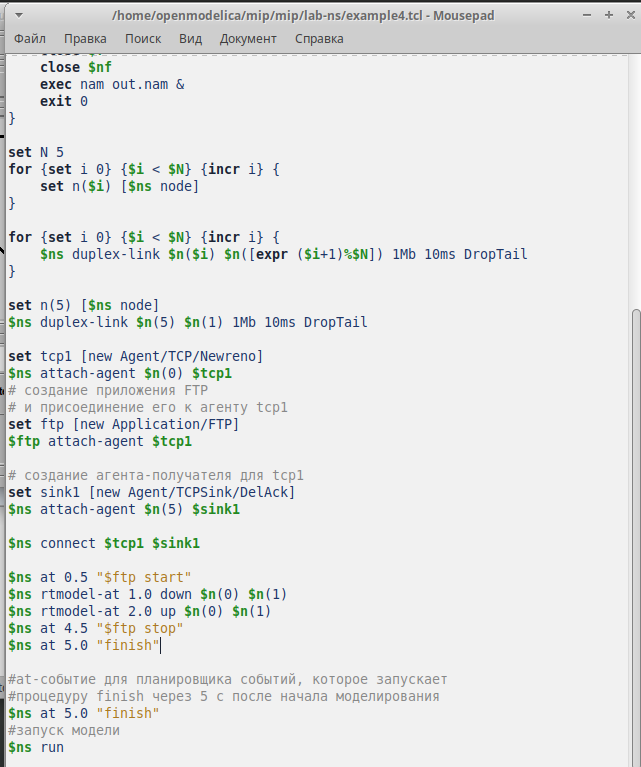 /home/openmodelica/mip/mip/lab-ns/example4.tcl - Mousepad
Файл Правка Поиск Вид Документ Справка
    close $nf
    exec nam out.nam &
    exit 0
}

set N 5
for {set i 0} {$i < $N} {incr i} {
    set n($i) [$ns node]
}

for {set i 0} {$i < $N} {incr i} {
    $ns duplex-link $n($i) $n([expr ($i+1)%$N]) 1Mb 10ms DropTail
}

set n(5) [$ns node]
$ns duplex-link $n(5) $n(1) 1Mb 10ms DropTail

set tcp1 [new Agent/TCP/Newreno]
$ns attach-agent $n(0) $tcp1
# создание приложения FTP
# и присоединение его к агенту tcp1
set ftp [new Application/FTP]
$ftp attach-agent $tcp1

# создание агента-получателя для tcp1
set sink1 [new Agent/TCPSink/DelAck]
$ns attach-agent $n(5) $sink1

$ns connect $tcp1 $sink1

$ns at 0.5 "$ftp start"
$ns rtmodel-at 1.0 down $n(0) $n(1)
$ns rtmodel-at 2.0 up $n(0) $n(1)
$ns at 4.5 "$ftp stop"
$ns at 5.0 "finish"

#at-событие для планировщика событий, которое запускает
#процедуру finish через 5 с после начала моделирования
$ns at 5.0 "finish"
#запуск модели
$ns run